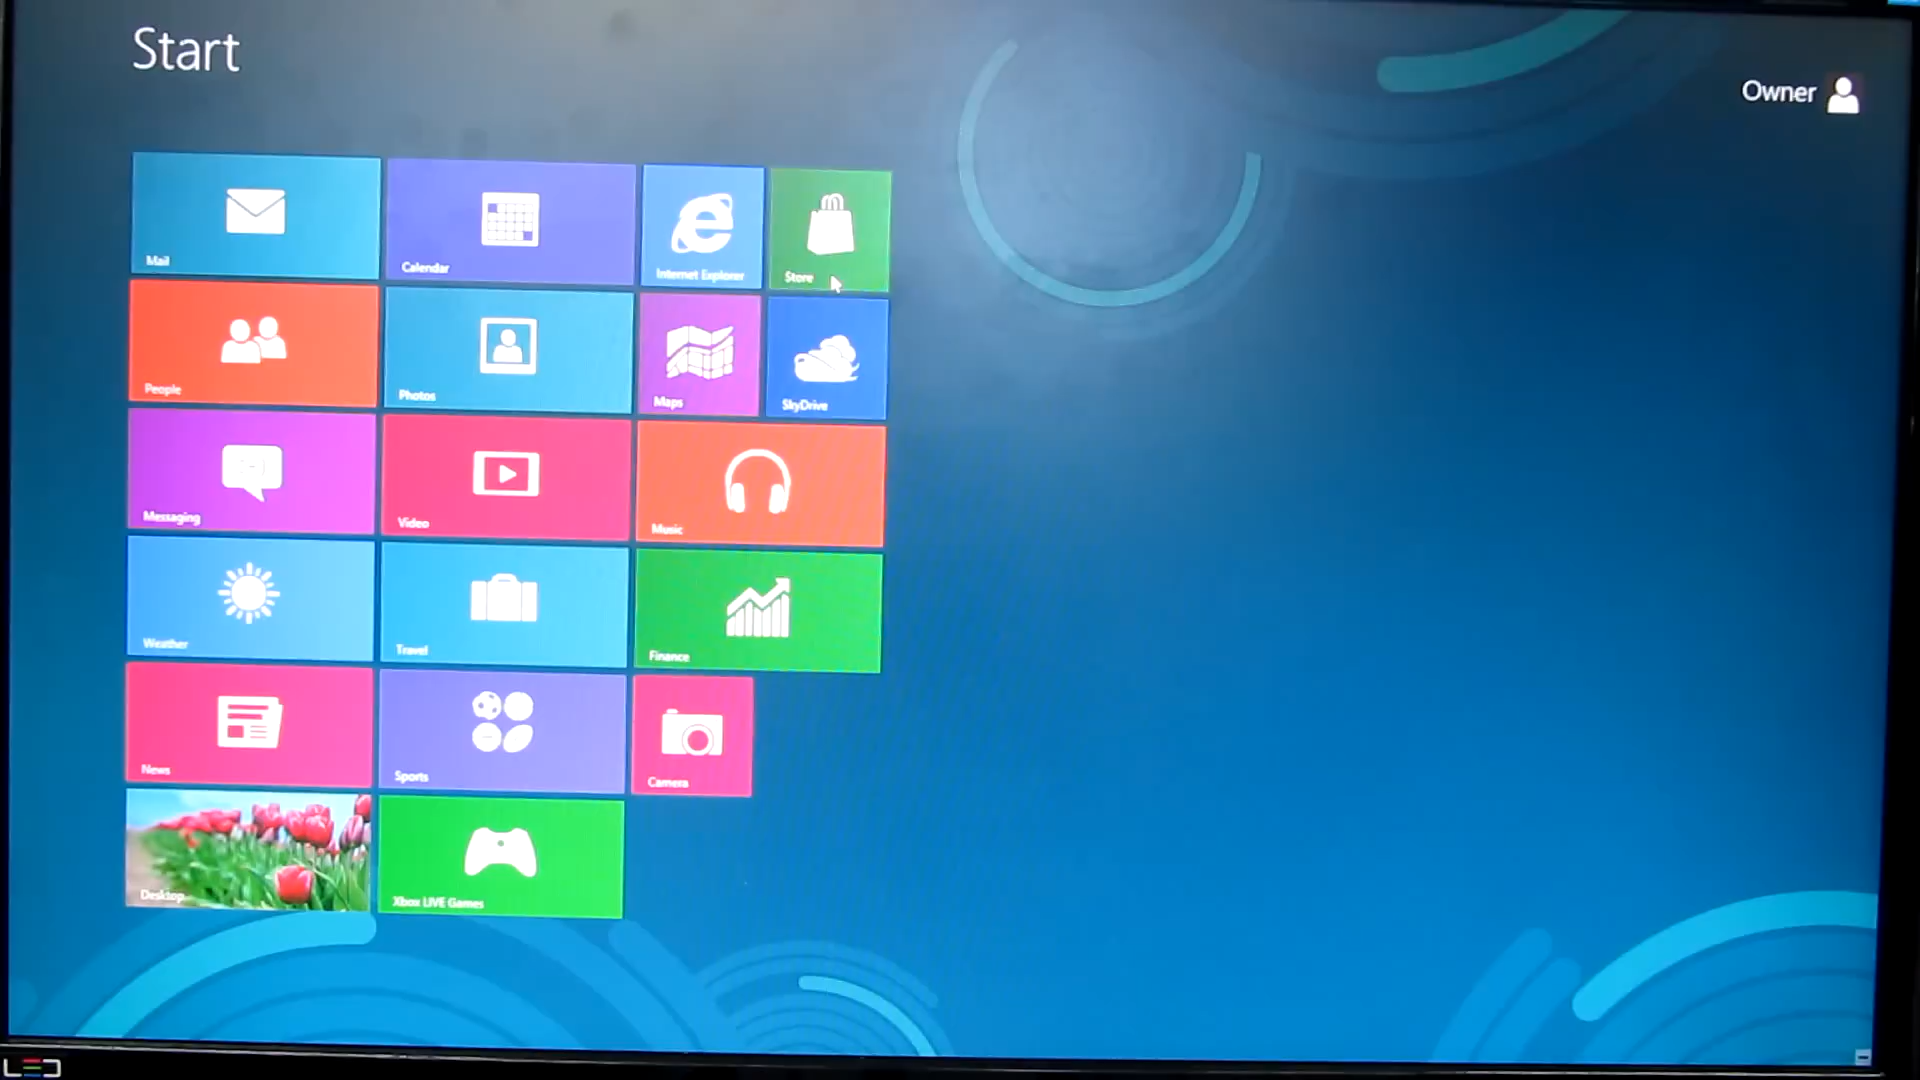 Start
Owner
Mail
Calendar
Internet Explorer
Store
People
Photos
Maps
SkyDrive
Messaging
Video
Music
Weather
Travel
Finance
News
Sports
Camera
Desktop
Xbox LIVE Games
LED